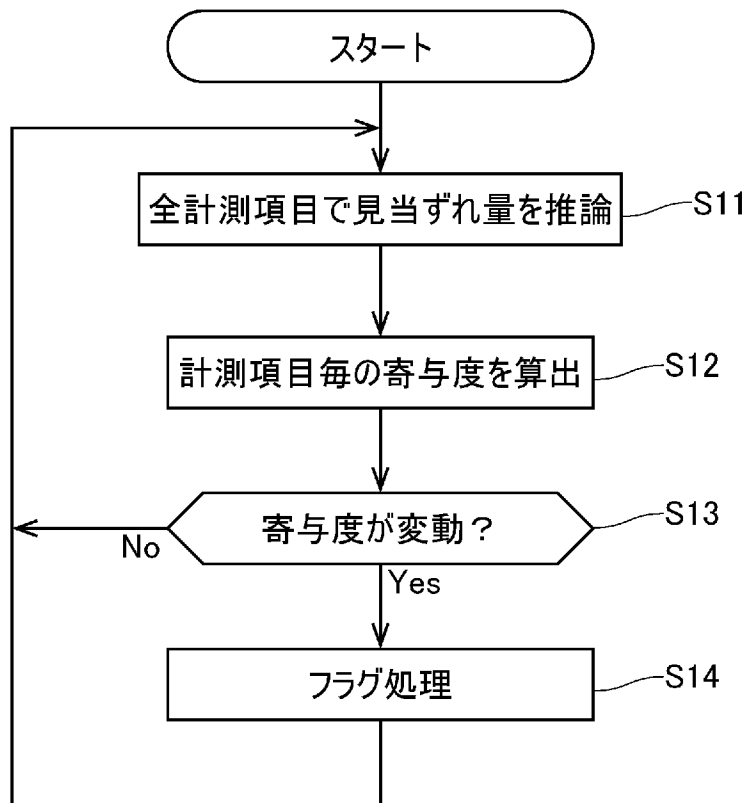 スタート
全計測項目で見当ずれ量を推論
S11
計測項目毎の寄与度を算出
S12
寄与度が変動？
S13
No
Yes
フラグ処理
S14